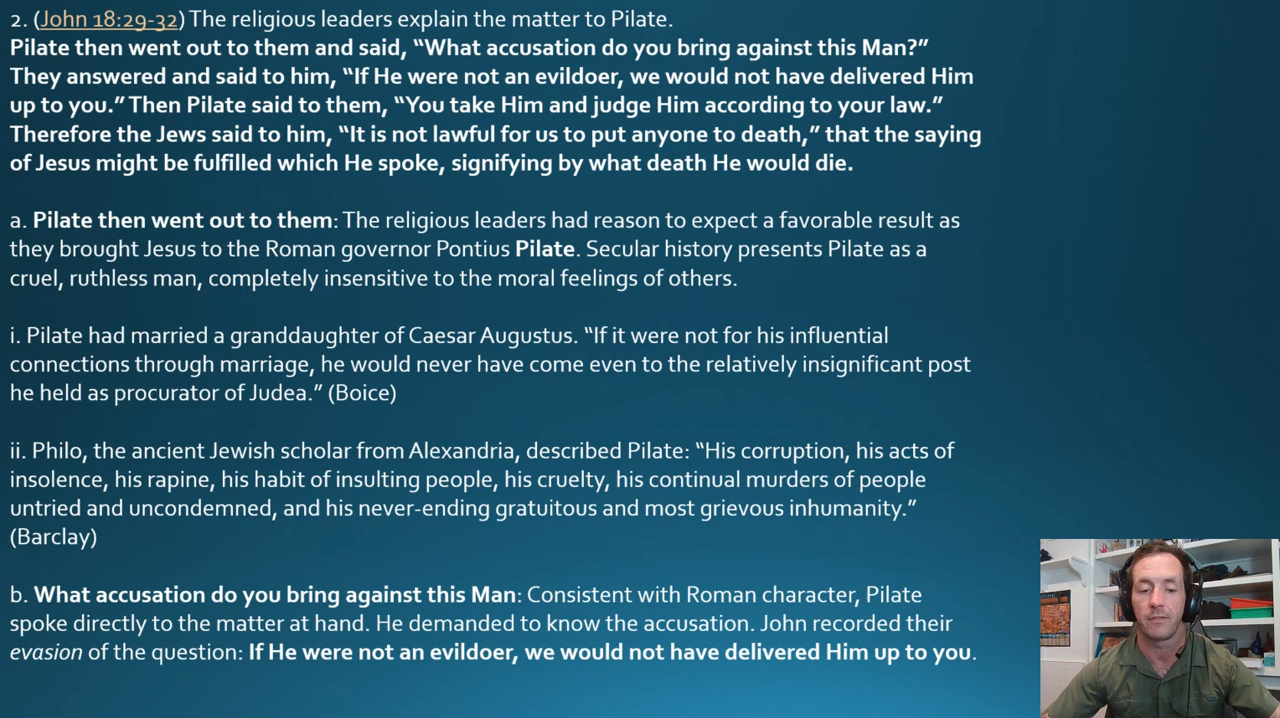 2. (John 18:29-32) The religious leaders explain the matter to Pilate.
Pilate then went out to them and said, “What accusation do you bring against this Man?”
They answered and said to him, “If He were not an evildoer, we would not have delivered Him
up to you.” Then Pilate said to them, “You take Him and judge Him according to your law.”
Therefore the Jews said to him, “It is not lawful for us to put anyone to death,” that the saying
of Jesus might be fulfilled which He spoke, signifying by what death He would die.
a. Pilate then went out to them: The religious leaders had reason to expect a favorable result as
they brought Jesus to the Roman governor Pontius Pilate. Secular history presents Pilate as a
cruel, ruthless man, completely insensitive to the moral feelings of others.
i. Pilate had married a granddaughter of Caesar Augustus. “If it were not for his influential
connections through marriage, he would never have come even to the relatively insignificant post
he held as procurator of Judea.” (Boice)
ii. Philo, the ancient Jewish scholar from Alexandria, described Pilate: “His corruption, his acts of
insolence, his rapine, his habit of insulting people, his cruelty, his continual murders of people
untried and uncondemned, and his never-ending gratuitous and most grievous inhumanity.”
(Barclay)
b. What accusation do you bring against this Man: Consistent with Roman character, Pilate
spoke directly to the matter at hand. He demanded to know the accusation. John recorded their
evasion of the question: If He were not an evildoer, we would not have delivered Him up to you.